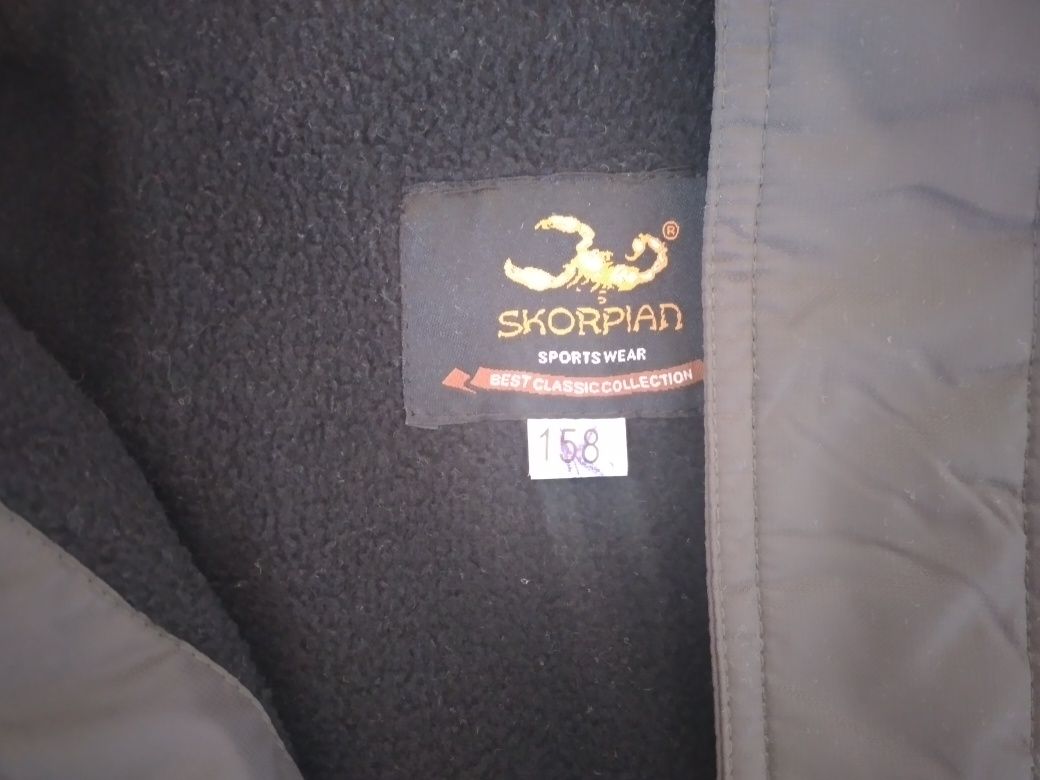 ®
SKORPIAN
SPORTS WEAR
BEST CLASSIC COLLECTION
158